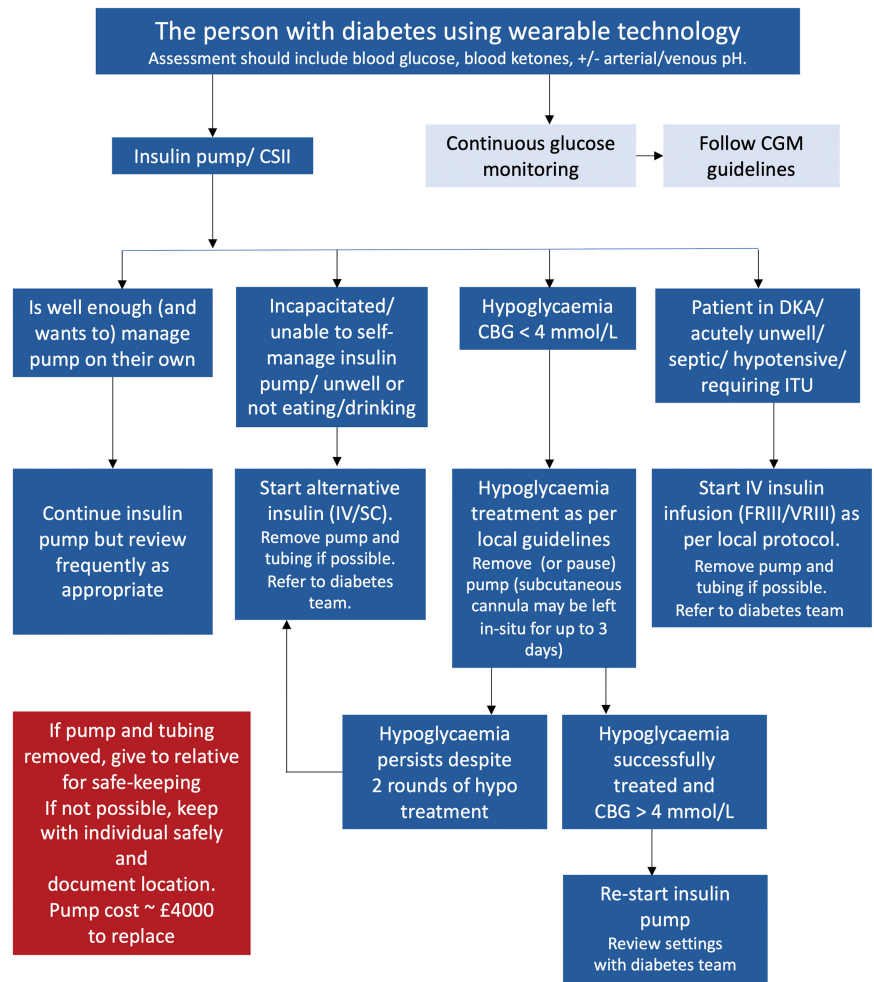 The person with diabetes using wearable technology
Assessment should include blood glucose, blood ketones, +/- arterial/venous pH.
Insulin pump/ CSII
Continuous glucose
monitoring
Follow CGM
guidelines
Is well enough (and
wants to) manage
pump on their own
Incapacitated/
unable to self-
manage insulin
pump/ unwell or
not eating/drinking
Hypoglycaemia
CBG < 4 mmol/L
Patient in DKA/
acutely unwell/
septic/ hypotensive/
requiring ITU
Continue insulin
pump but review
frequently as
appropriate
Start alternative
insulin (IV/SC).
Remove pump and
tubing if possible.
Refer to diabetes
team.
Hypoglycaemia
treatment as per
local guidelines
Remove (or pause)
pump (subcutaneous
cannula may be left
in-situ for up to 3
days)
Start IV insulin
infusion (FRIII/VRIII) as
per local protocol.
Remove pump and
tubing if possible.
Refer to diabetes team
If pump and tubing
removed, give to relative
for safe-keeping
If not possible, keep
with individual safely
and
document location.
Pump cost ~ £4000
to replace
Hypoglycaemia
persists despite
2 rounds of hypo
treatment
Hypoglycaemia
successfully
treated and
CBG > 4 mmol/L
Re-start insulin
pump
Review settings
with diabetes team